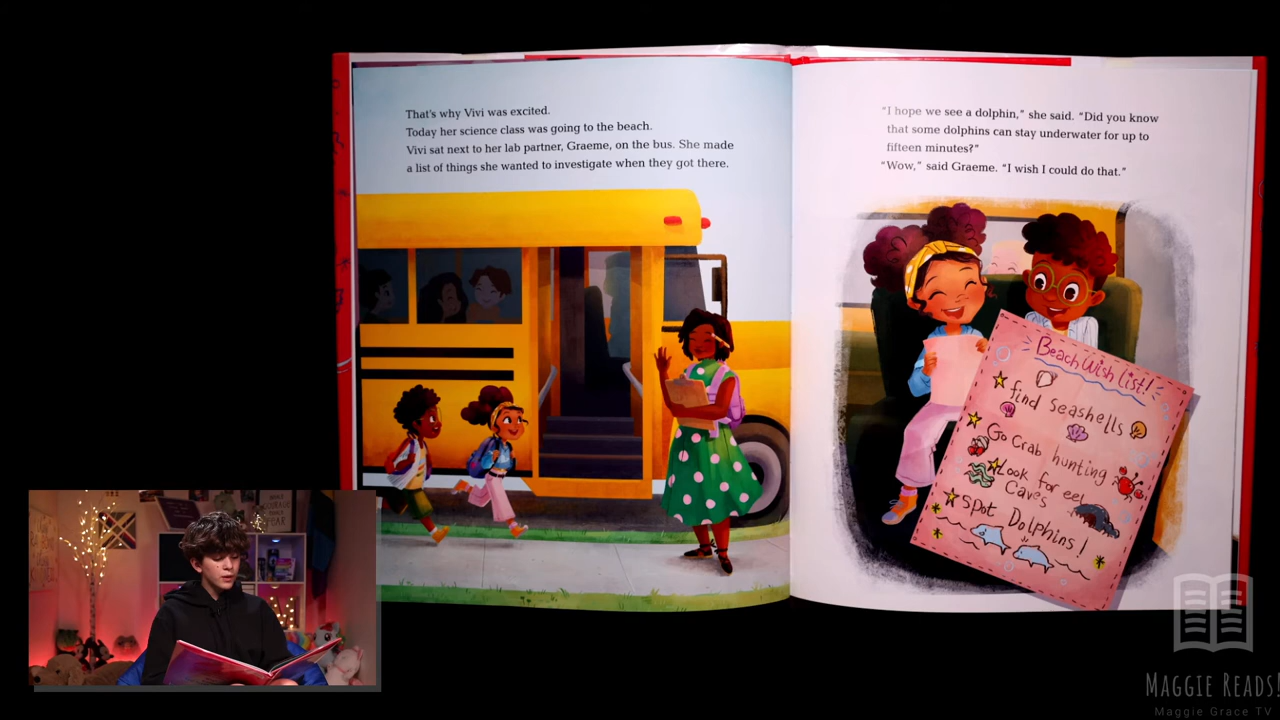 That's why Vivi was excited.
Today her science class was going to the beach.
Vivi sat next to her lab partner, Graeme, on the bus. She made
a list of things she wanted to investigate when they got there.
"I hope we see a dolphin," she said. "Did you know
that some dolphins can stay underwater for up to
fifteen minutes?"
"Wow," said Graeme. "I wish I could do that."
Beach Wish List!
find seashells
Go Crab hunting
Look for eel
Caves
Spot Dolphins!
MAGGIE READS!
Maggie Grace TV